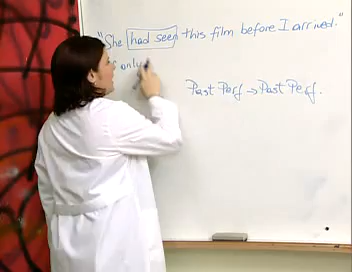 "She had seen this film before I arrived."
only
Past Perf → Past Perf.